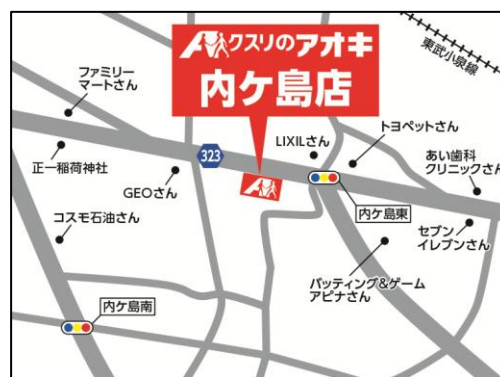 クスリのアオキ
内ケ島店
東武小泉線
ファミリー
マートさん
正一稲荷神社
323
GEOさん
LIXILさん
トヨペットさん
あい歯科
クリニックさん
内ケ島東
セブン
イレブンさん
コスモ石油さん
バッティング&ゲーム
アピナさん
内ケ島南